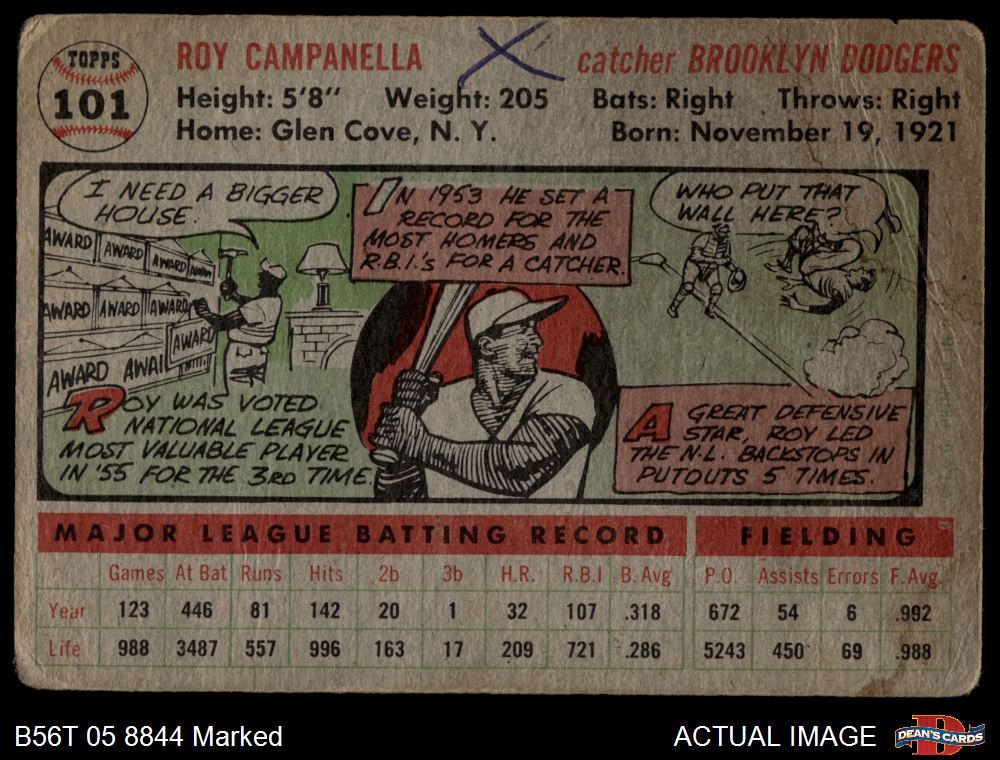 TOPPS
101
ROY CAMPANELLA
catcher BROOKLYN DODGERS
Height: 5'8" Weight: 205 Bats: Right Throws: Right
Home: Glen Cove, N. Y. Born: November 19, 1921
I NEED A BIGGER
HOUSE.
AWARD AWARD AWARD
AWARD AWARD AWARD
AWARD
AWARD
ROY WAS VOTED
NATIONAL LEAGUE
MOST VALUABLE PLAYER
IN '55 FOR THE 3RD TIME.
IN 1953 HE SET A
RECORD FOR THE
MOST HOMERS AND
R.B.I.'S FOR A CATCHER.
WHO PUT THAT
WALL HERE?
A GREAT DEFENSIVE
STAR, ROY LED
THE N.L. BACKSTOPS IN
PUTOUTS 5 TIMES.
MAJOR LEAGUE BATTING RECORD FIELDING
Games At Bat Runs Hits 2b 3b H.R. R.B.I B. Avg P.O. Assists Errors F. Avg.
Year 123 446 81 142 20 1 32 107 .318 672 54 6 .992
Life 988 3487 557 996 163 17 209 721 .286 5243 450 69 .988
B56T 05 8844 Marked
ACTUAL IMAGE
DEAN'S CARDS